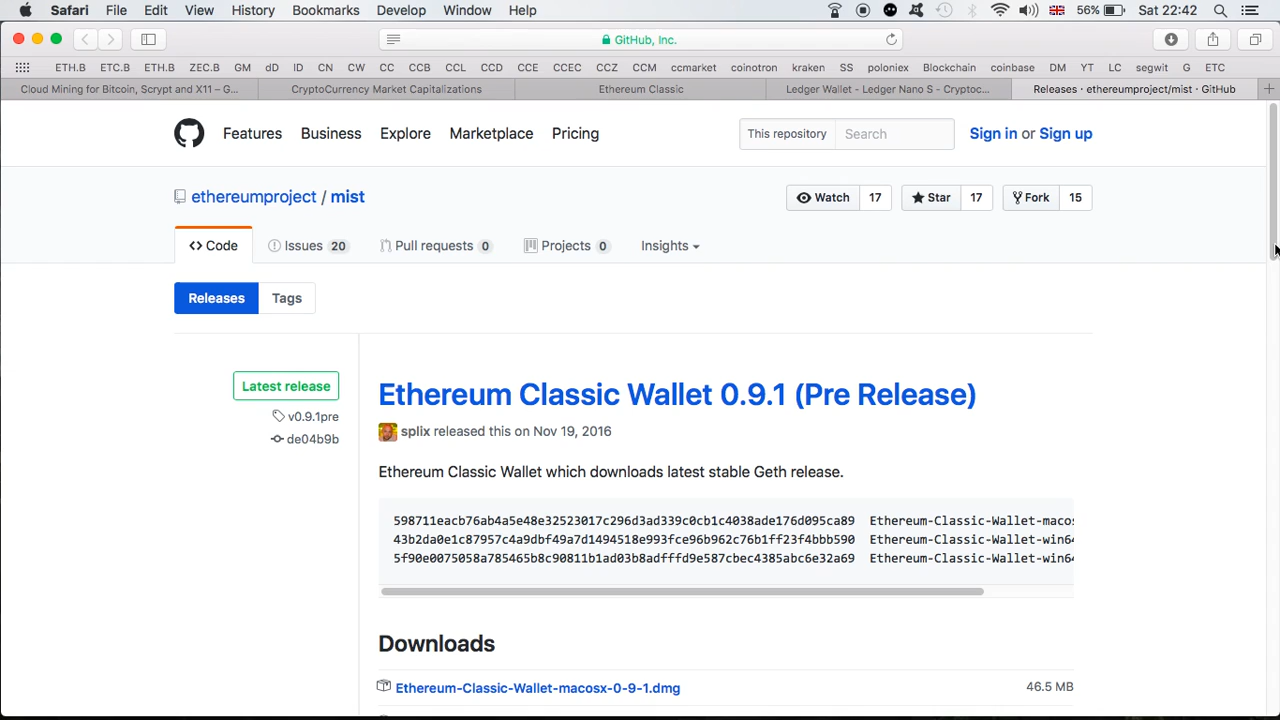 Safari File Edit View History Bookmarks Develop Window Help 56% Sat 22:42
GitHub, Inc.
ETH.B ETC.B ETH.B ZEC.B GM dD ID CN CW CC CCB CCL CCD CCE CCEC CCZ CCM ccmarket coinotron kraken SS poloniex Blockchain coinbase DM YT LC segwit G ETC
Cloud Mining for Bitcoin, Scrypt and X11 – G... CryptoCurrency Market Capitalizations Ethereum Classic Ledger Wallet - Ledger Nano S - Cryptoc... Releases · ethereumproject/mist · GitHub
Features Business Explore Marketplace Pricing This repository Search Sign in or Sign up
ethereumproject / mist Watch 17 Star 17 Fork 15
Code Issues 20 Pull requests 0 Projects 0 Insights
Releases Tags
Latest release
v0.9.1pre
de04b9b
Ethereum Classic Wallet 0.9.1 (Pre Release)
splix released this on Nov 19, 2016
Ethereum Classic Wallet which downloads latest stable Geth release.
598711eacb76ab4a5e48e32523017c296d3ad339c0cb1c4038ade176d095ca89 Ethereum-Classic-Wallet-macos
43b2da0e1c87957c4a9dbf49a7d1494518e993fce96b962c76b1ff23f4bbb590 Ethereum-Classic-Wallet-win64
5f90e0075058a785465b8c90811b1ad03b8adfffd9e587cbec4385abc6e32a69 Ethereum-Classic-Wallet-win64
Downloads
Ethereum-Classic-Wallet-macosx-0-9-1.dmg 46.5 MB